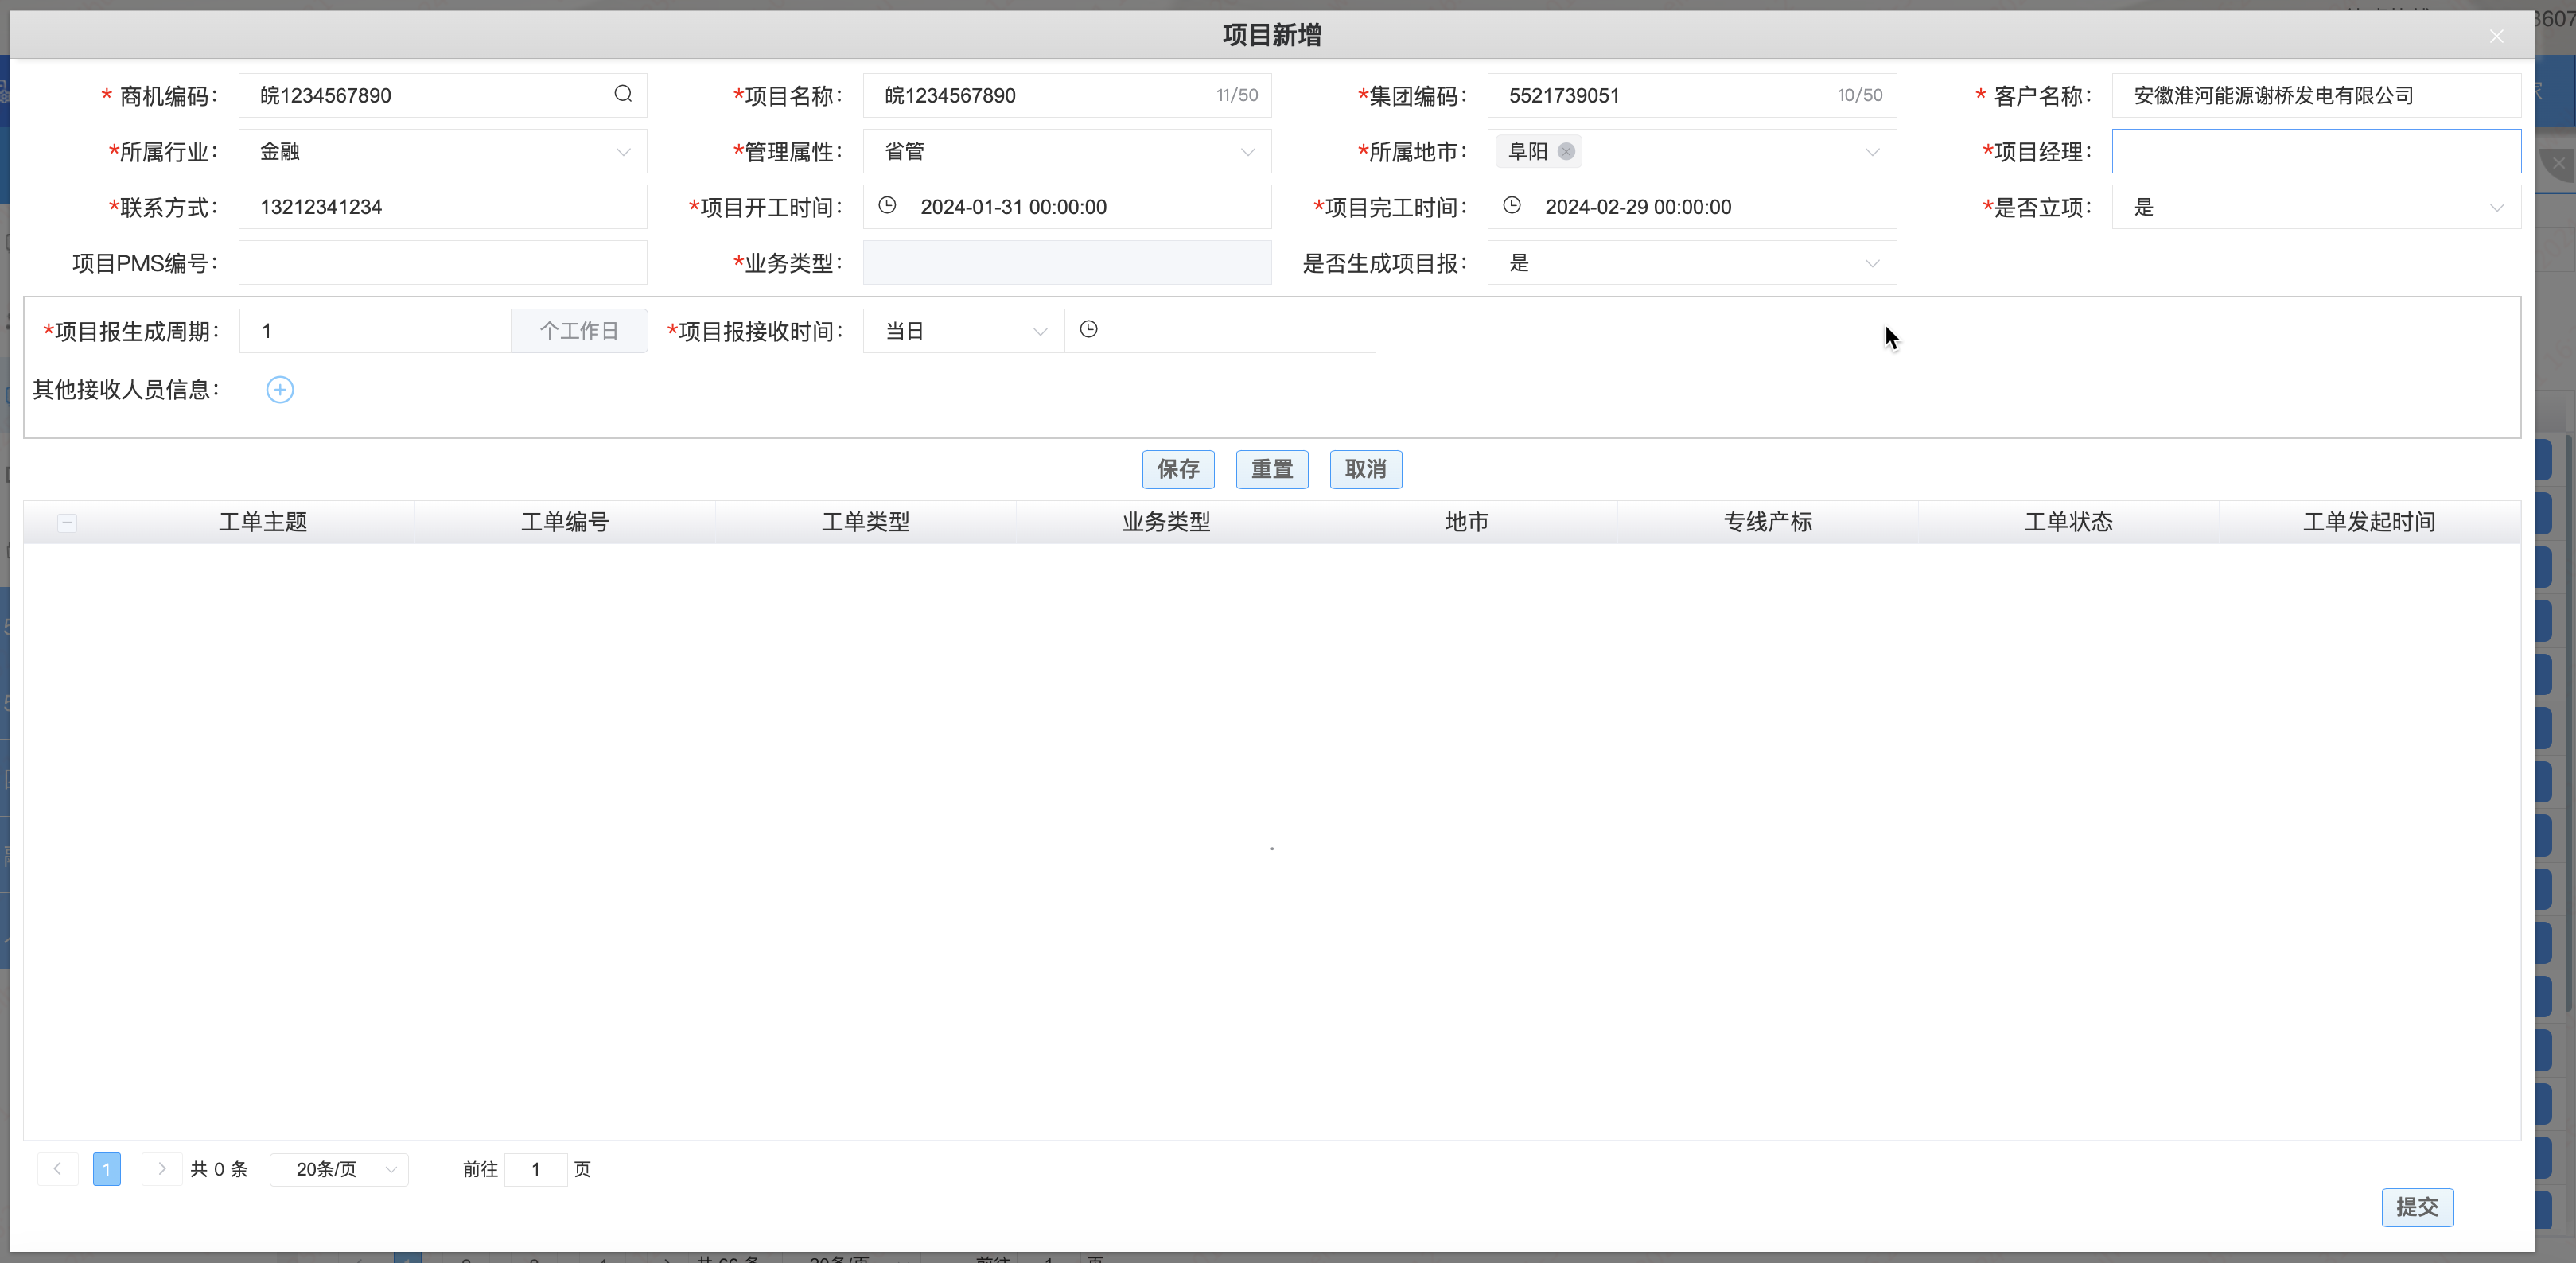 项目新增
* 商机编码: 皖1234567890 *项目名称: 皖1234567890 11/50 *集团编码: 5521739051 10/50 * 客户名称: 安徽淮河能源谢桥发电有限公司
*所属行业: 金融 *管理属性: 省管 *所属地市: 阜阳 *项目经理:
*联系方式: 13212341234 *项目开工时间: 2024-01-31 00:00:00 *项目完工时间: 2024-02-29 00:00:00 *是否立项: 是
项目PMS编号: *业务类型: 是否生成项目报: 是
*项目报生成周期: 1 个工作日 *项目报接收时间: 当日
其他接收人员信息:
保存 重置 取消
工单主题 工单编号 工单类型 业务类型 地市 专线产标 工单状态 工单发起时间
1 共 0 条 20条/页 前往 1 页
提交